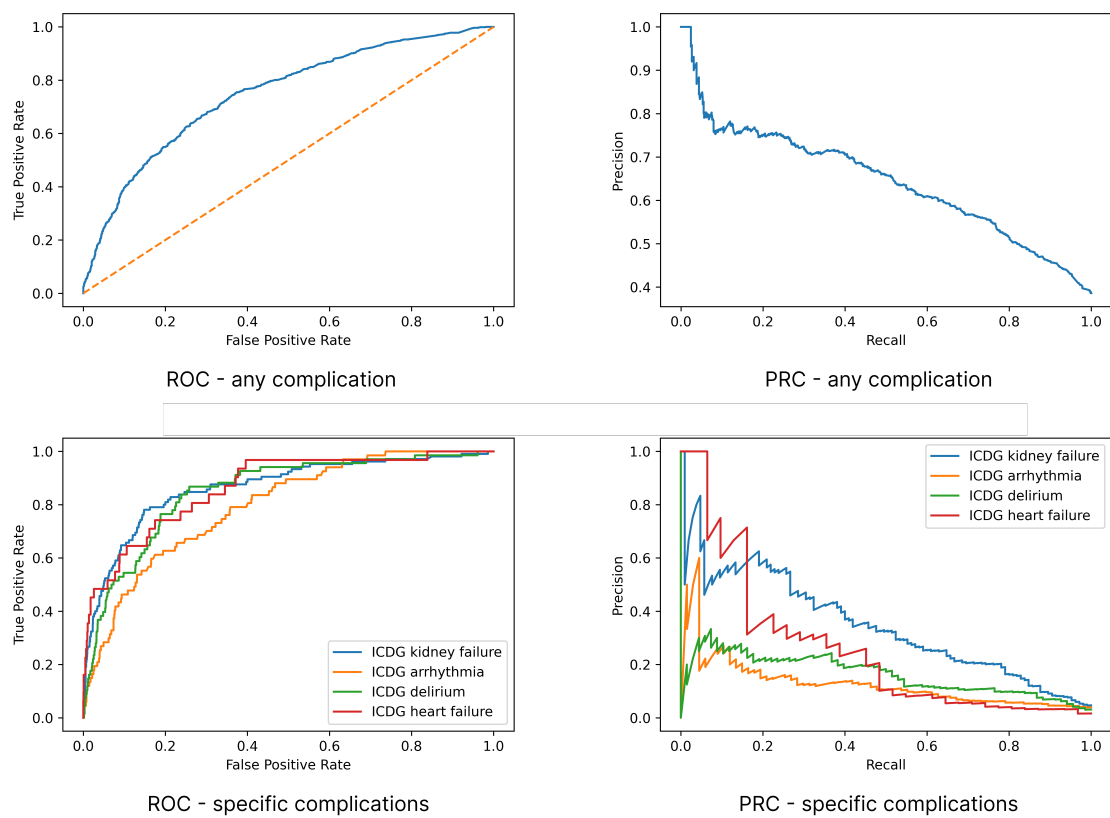 1.0
0.8
0.6
0.4
0.2
0.0
True Positive Rate
0.0 0.2 0.4 0.6 0.8 1.0
False Positive Rate
ROC - any complication
1.0
0.9
0.8
0.7
0.6
0.5
0.4
Precision
0.0 0.2 0.4 0.6 0.8 1.0
Recall
PRC - any complication
1.0
0.8
0.6
0.4
0.2
0.0
True Positive Rate
ICDG kidney failure
ICDG arrhythmia
ICDG delirium
ICDG heart failure
0.0 0.2 0.4 0.6 0.8 1.0
False Positive Rate
ROC - specific complications
1.0
0.8
0.6
0.4
0.2
0.0
Precision
ICDG kidney failure
ICDG arrhythmia
ICDG delirium
ICDG heart failure
0.0 0.2 0.4 0.6 0.8 1.0
Recall
PRC - specific complications